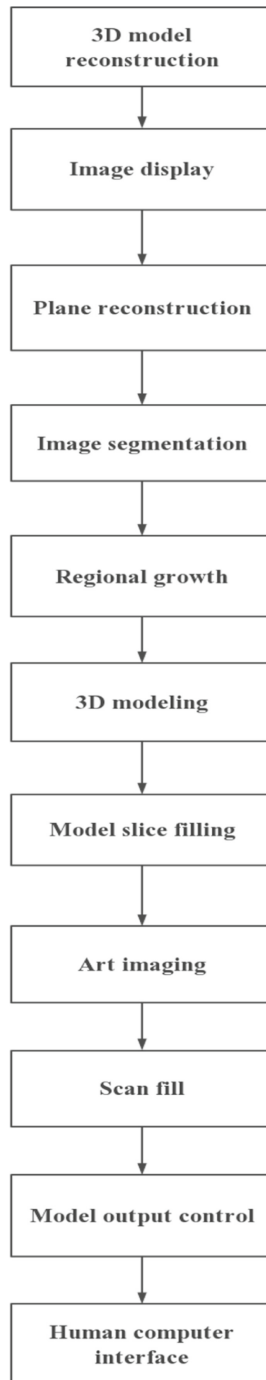 3D model
reconstruction
Image display
Plane reconstruction
Image segmentation
Regional growth
3D modeling
Model slice filling
Art imaging
Scan fill
Model output control
Human computer
interface